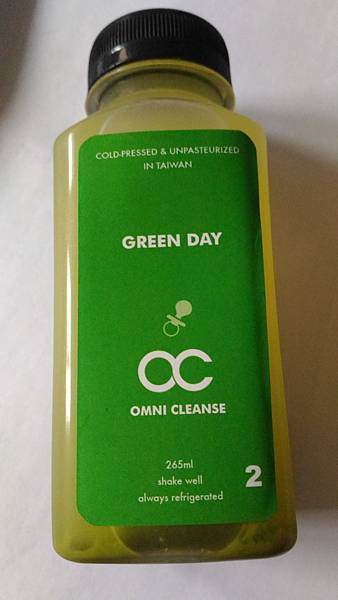 COLD-PRESSED & UNPASTEURIZED
IN TAIWAN
GREEN DAY
OC
OMNI CLEANSE
265ml
shake well
always refrigerated
2